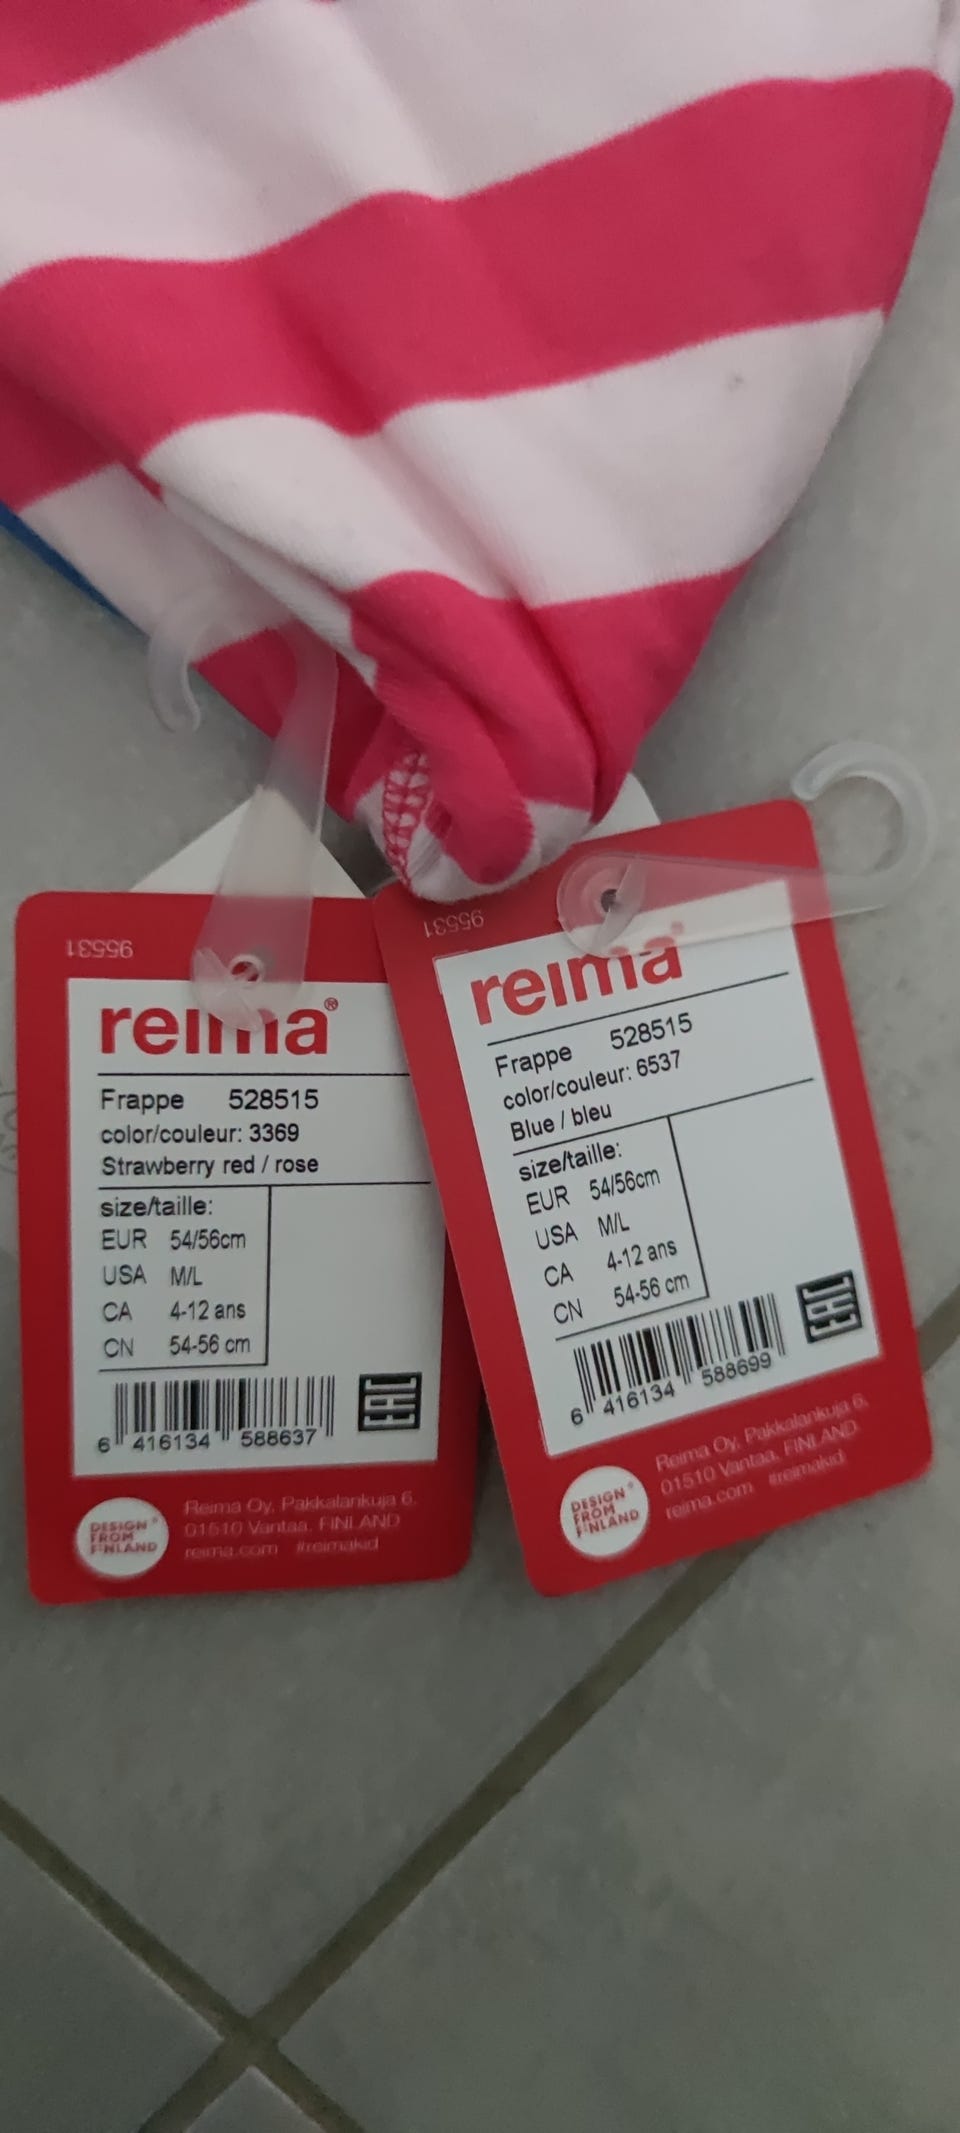 95531
reima®
Frappe 528515
color/couleur: 3369
Strawberry red / rose
size/taille:
EUR 54/56cm
USA M/L
CA 4-12 ans
CN 54-56 cm
EAC
6 416134 588637
DESIGN
FROM
FINLAND
Reima Oy, Pakkalankuja 6,
01510 Vantaa, FINLAND
reima.com #reimakid
95531
reima
Frappe 528515
color/couleur: 6537
Blue / bleu
size/taille:
EUR 54/56cm
USA M/L
CA 4-12 ans
CN 54-56 cm
EAC
6 416134 588699
DESIGN
FROM
FINLAND
Reima Oy, Pakkalankuja 6,
01510 Vantaa, FINLAND
reima.com #reimakid